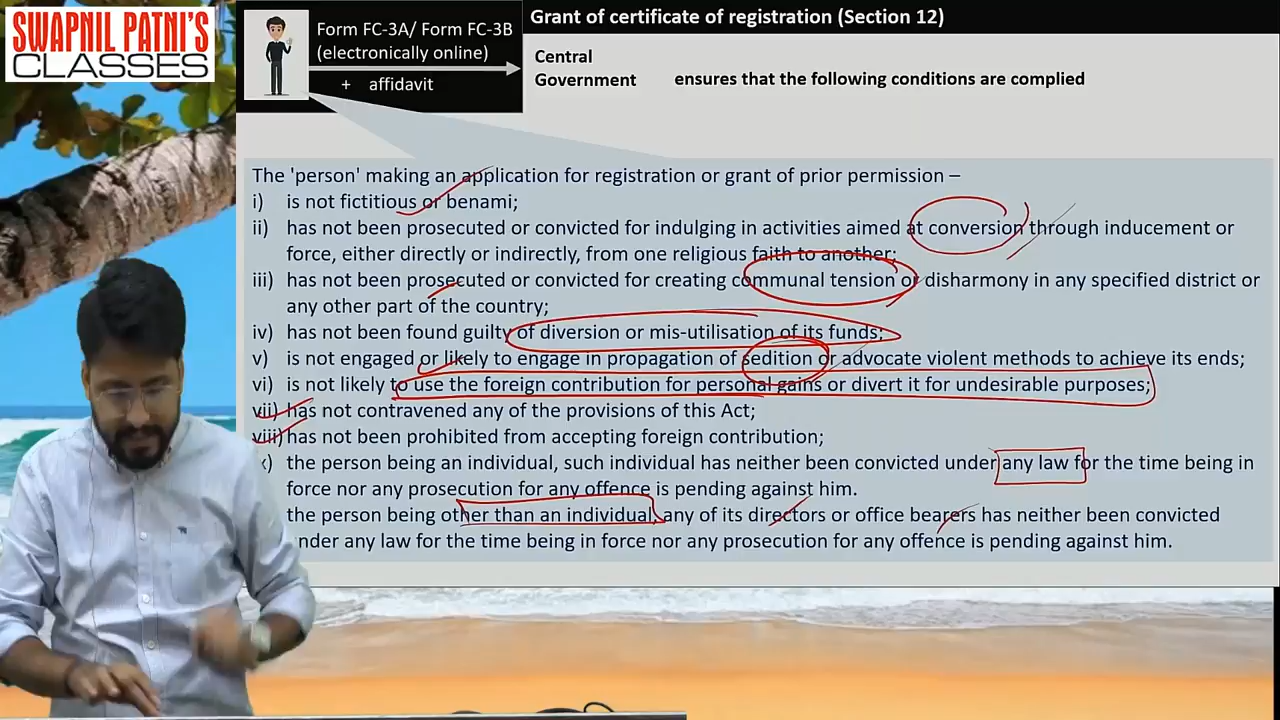 SWAPNIL PATNI'S
CLASSES
Form FC-3A/ Form FC-3B
(electronically online)
+ affidavit
Grant of certificate of registration (Section 12)
Central
Government
ensures that the following conditions are complied
The 'person' making an application for registration or grant of prior permission –
i) is not fictitious or benami;
ii) has not been prosecuted or convicted for indulging in activities aimed at conversion through inducement or
force, either directly or indirectly, from one religious faith to another;
iii) has not been prosecuted or convicted for creating communal tension or disharmony in any specified district or
any other part of the country;
iv) has not been found guilty of diversion or mis-utilisation of its funds;
v) is not engaged or likely to engage in propagation of sedition or advocate violent methods to achieve its ends;
vi) is not likely to use the foreign contribution for personal gains or divert it for undesirable purposes;
vii) has not contravened any of the provisions of this Act;
viii) has not been prohibited from accepting foreign contribution;
x) the person being an individual, such individual has neither been convicted under any law for the time being in
force nor any prosecution for any offence is pending against him.
the person being other than an individual, any of its directors or office bearers has neither been convicted
nder any law for the time being in force nor any prosecution for any offence is pending against him.